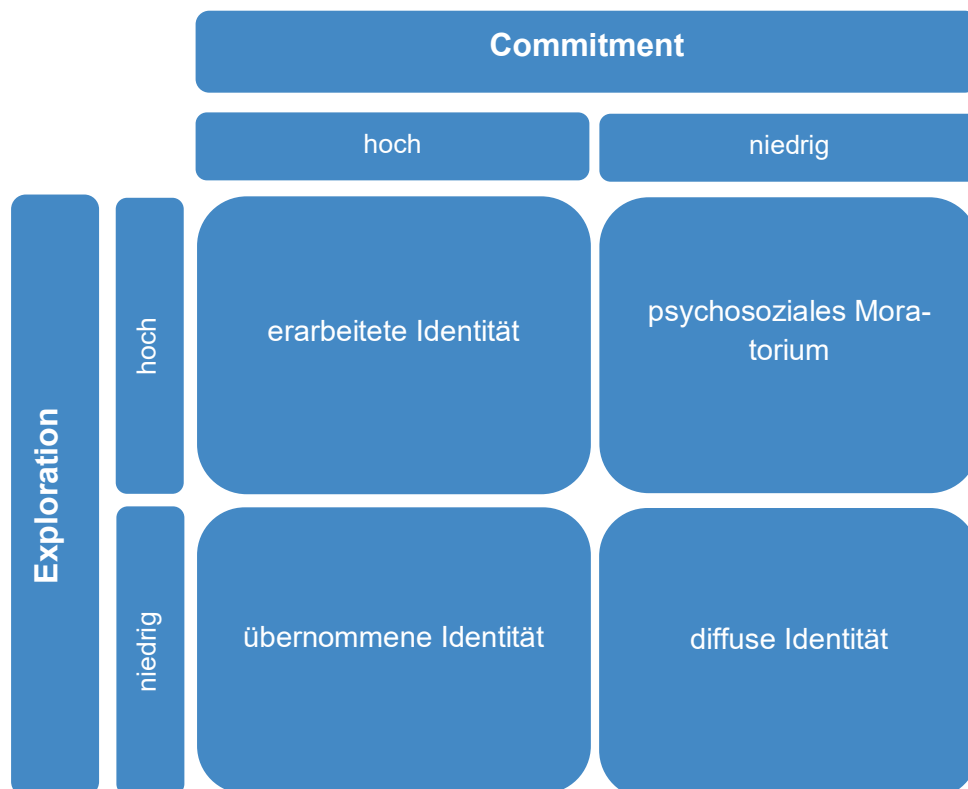 Commitment
hoch
niedrig
Exploration
hoch
erarbeitete Identität
psychosoziales Mora-
torium
niedrig
übernommene Identität
diffuse Identität